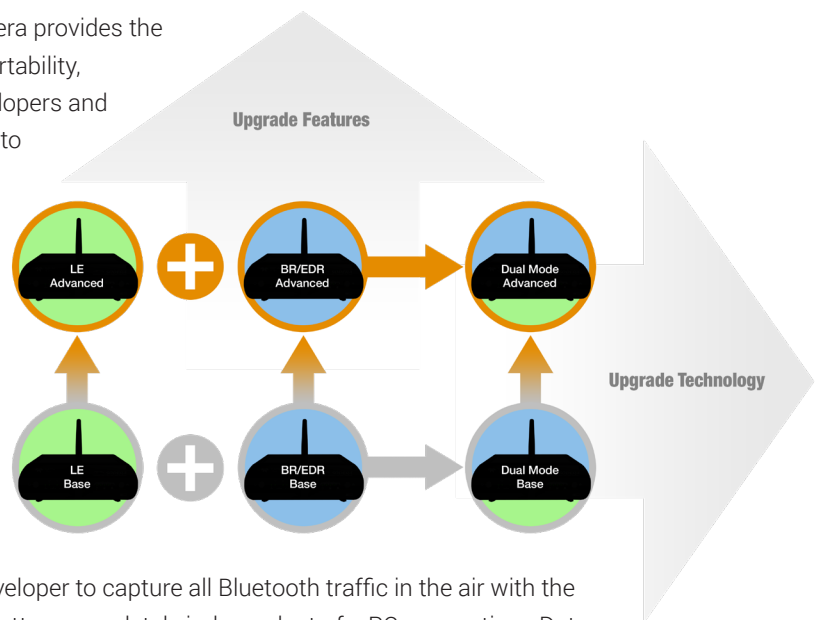 era provides the
rtability,
lopers and
to
Upgrade Features
LE
Advanced
BR/EDR
Advanced
Dual Mode
Advanced
Upgrade Technology
LE
Base
BR/EDR
Base
Dual Mode
Base
veloper to capture all Bluetooth traffic in the air with the